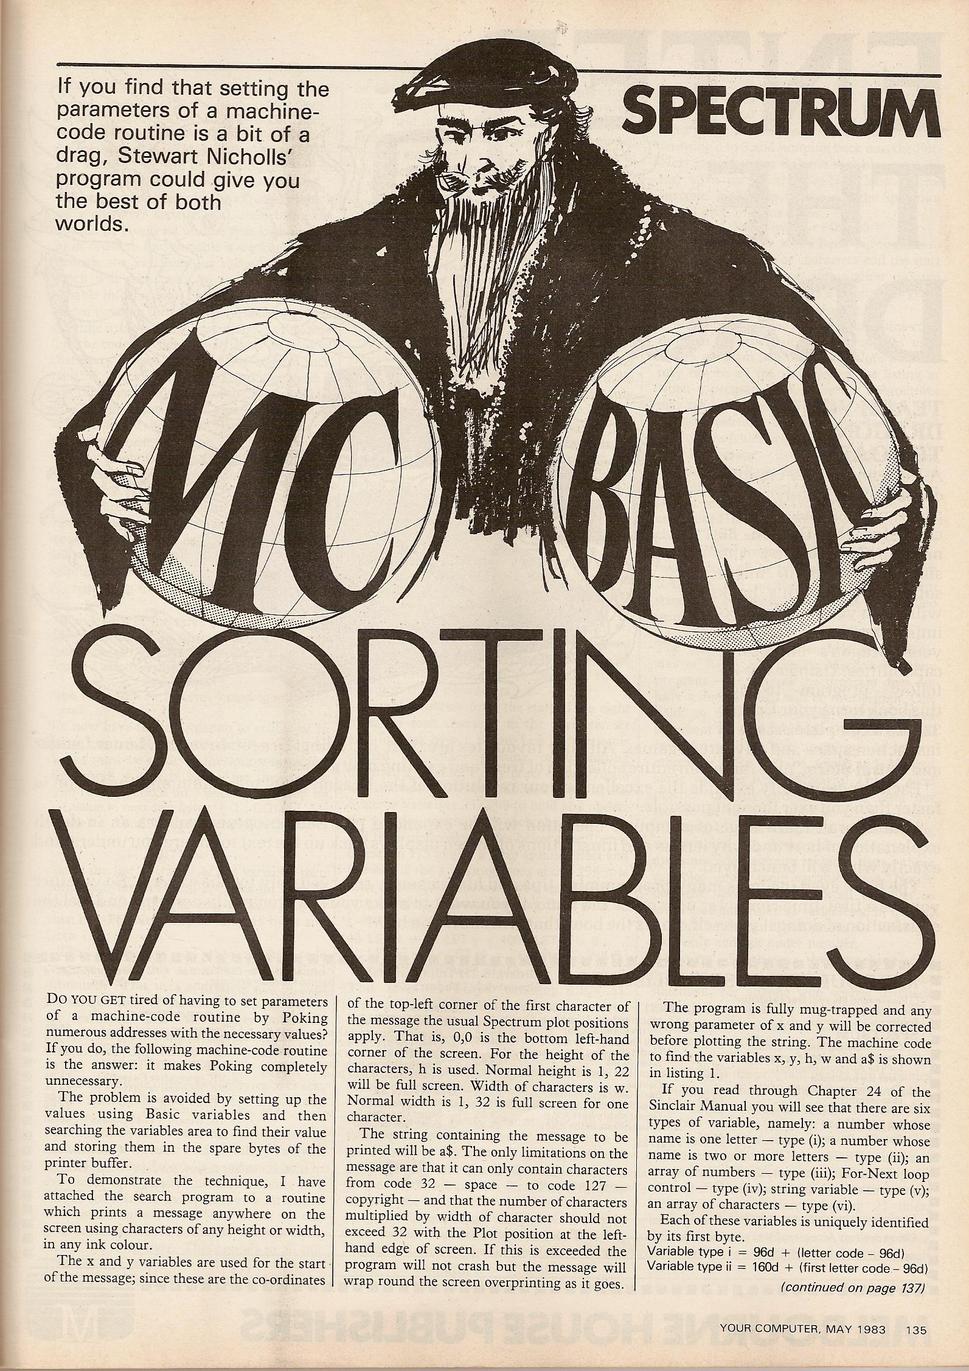 If you find that setting the
parameters of a machine-
code routine is a bit of a
drag, Stewart Nicholls'
program could give you
the best of both
worlds.
SPECTRUM
MC
BASIC
SORTING
VARIABLES
DO YOU GET tired of having to set parameters
of a machine-code routine by Poking
numerous addresses with the necessary values?
If you do, the following machine-code routine
is the answer: it makes Poking completely
unnecessary.
The problem is avoided by setting up the
values using Basic variables and then
searching the variables area to find their value
and storing them in the spare bytes of the
printer buffer.
To demonstrate the technique, I have
attached the search program to a routine
which prints a message anywhere on the
screen using characters of any height or width,
in any ink colour.
The x and y variables are used for the start
of the message; since these are the co-ordinates
of the top-left corner of the first character of
the message the usual Spectrum plot positions
apply. That is, 0,0 is the bottom left-hand
corner of the screen. For the height of the
characters, h is used. Normal height is 1, 22
will be full screen. Width of characters is w.
Normal width is 1, 32 is full screen for one
character.
The string containing the message to be
printed will be a$. The only limitations on the
message are that it can only contain characters
from code 32 — space — to code 127 —
copyright — and that the number of characters
multiplied by width of character should not
exceed 32 with the Plot position at the left-
hand edge of screen. If this is exceeded the
program will not crash but the message will
wrap round the screen overprinting as it goes.
The program is fully mug-trapped and any
wrong parameter of x and y will be corrected
before plotting the string. The machine code
to find the variables x, y, h, w and a$ is shown
in listing 1.
If you read through Chapter 24 of the
Sinclair Manual you will see that there are six
types of variable, namely: a number whose
name is one letter — type (i); a number whose
name is two or more letters — type (ii); an
array of numbers — type (iii); For-Next loop
control — type (iv); string variable — type (v);
an array of characters — type (vi).
Each of these variables is uniquely identified
by its first byte.
Variable type i = 96d + (letter code – 96d)
Variable type ii = 160d + (first letter code – 96d)
(continued on page 137)
YOUR COMPUTER, MAY 1983 135